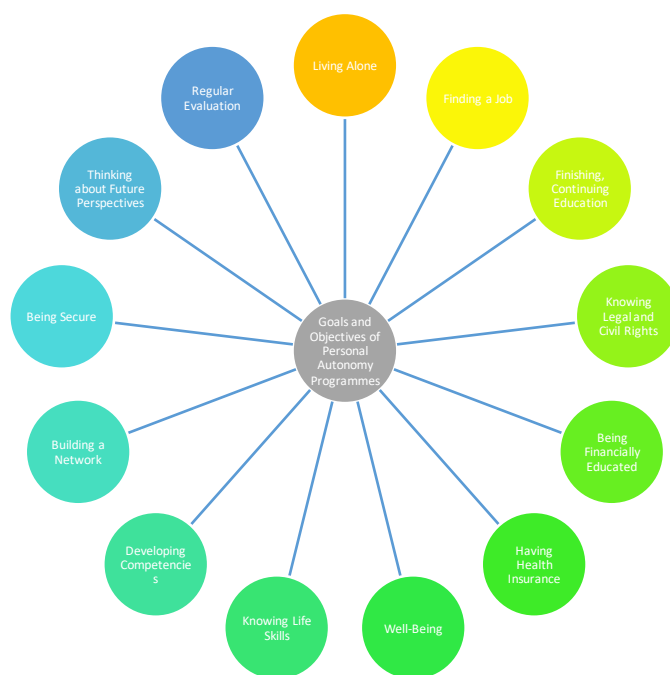 Living Alone
Finding a Job
Finishing,
Continuing
Education
Knowing
Legal and
Civil Rights
Being
Financially
Educated
Having
Health
Insurance
Well-Being
Knowing Life
Skills
Developing
Competencie
s
Building a
Network
Being Secure
Thinking
about Future
Perspectives
Regular
Evaluation
Goals and
Objectives of
Personal
Autonomy
Programmes